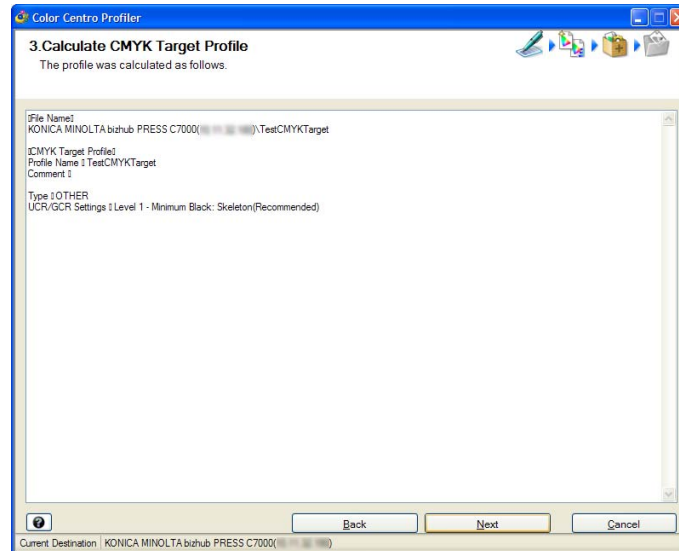 Color Centro Profiler
3.Calculate CMYK Target Profile
The profile was calculated as follows.
▯File Name▯
KONICA MINOLTA bizhub PRESS C7000( )\TestCMYKTarget
▯CMYK Target Profile▯
Profile Name ▯ TestCMYKTarget
Comment ▯
Type ▯OTHER
UCR/GCR Settings ▯ Level 1 - Minimum Black: Skeleton(Recommended)
Back
Next
Cancel
Current Destination KONICA MINOLTA bizhub PRESS C7000( )